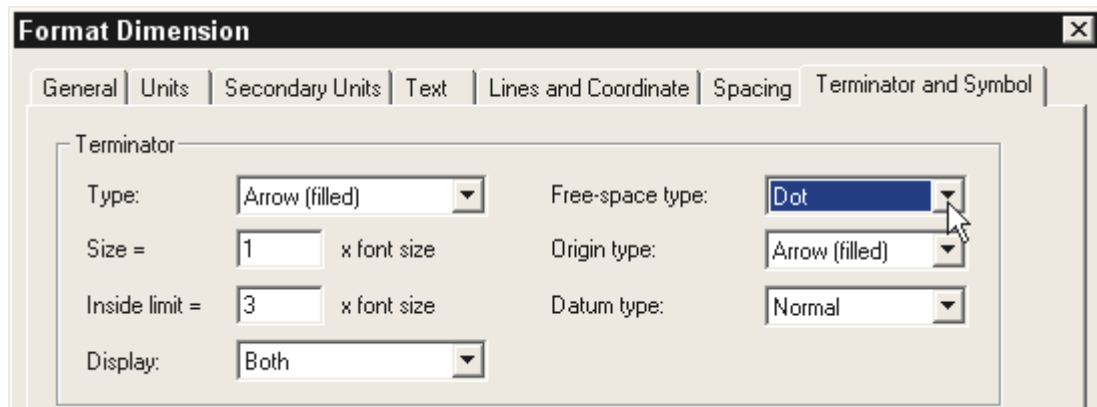 Format Dimension
General Units Secondary Units Text Lines and Coordinate Spacing Terminator and Symbol
Terminator
Type: Arrow (filled) Free-space type: Dot
Size = 1 x font size Origin type: Arrow (filled)
Inside limit = 3 x font size Datum type: Normal
Display: Both